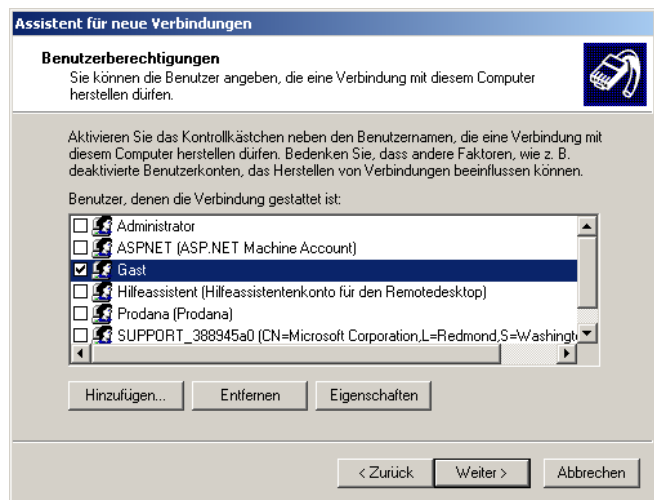 Assistent für neue Verbindungen
Benutzerberechtigungen
Sie können die Benutzer angeben, die eine Verbindung mit diesem Computer
herstellen dürfen.
Aktivieren Sie das Kontrollkästchen neben den Benutzernamen, die eine Verbindung mit
diesem Computer herstellen dürfen. Bedenken Sie, dass andere Faktoren, wie z. B.
deaktivierte Benutzerkonten, das Herstellen von Verbindungen beeinflussen können.
Benutzer, denen die Verbindung gestattet ist:
Administrator
ASPNET (ASP.NET Machine Account)
Gast
Hilfeassistent (Hilfeassistentenkonto für den Remotedesktop)
Prodana (Prodana)
SUPPORT_388945a0 (CN=Microsoft Corporation,L=Redmond,S=Washingt
Hinzufügen... Entfernen Eigenschaften
< Zurück Weiter > Abbrechen